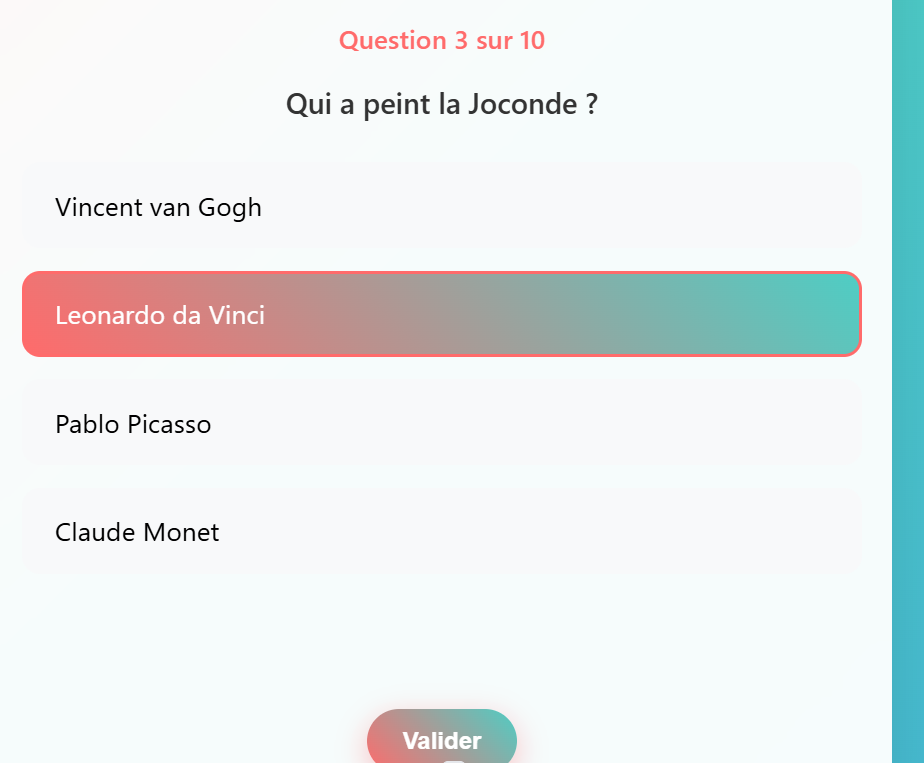 Question 3 sur 10
Qui a peint la Joconde ?
Vincent van Gogh
Leonardo da Vinci
Pablo Picasso
Claude Monet
Valider